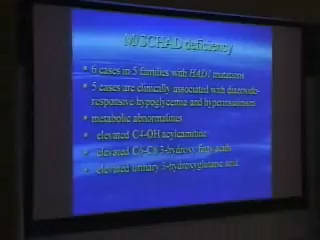 M/SCHAD deficiency
• 6 cases in 5 families with HAD1 mutations
• 5 cases are clinically associated with diazoxide-
responsive hypoglycemia and hyperinsulinism
• metabolic abnormalities
• elevated C4-OH acylcarnitine
• elevated C6-C8 3-hydroxy fatty acids
• elevated urinary 3-hydroxyglutaric acid